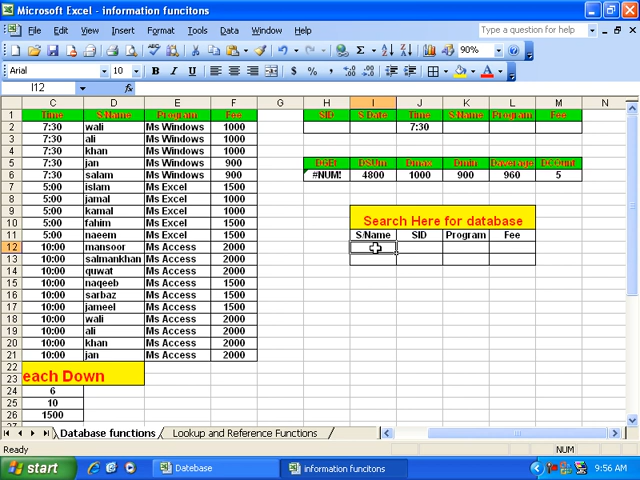 Microsoft Excel - information funcitons
File Edit View Insert Format Tools Data Window Help
Type a question for help
90%
Arial 10 B I U
I12 fx
C D E F G H I J K L M N
1 Time S/Name Program Fee SID S Date Time S/Name Program Fee
2 7:30 wali Ms Windows 1000 7:30
3 7:30 ali Ms Windows 1000
4 7:30 khan Ms Windows 1000
5 7:30 jan Ms Windows 900 DGEt DSUm Dmax Dmin Daverage DCount
6 7:30 salam Ms Windows 900 #NUM! 4800 1000 900 960 5
7 5:00 islam Ms Excel 1500
8 5:00 jamal Ms Excel 1000
9 5:00 kamal Ms Excel 1000
10 5:00 fahim Ms Excel 1500 Search Here for database
11 5:00 naeem Ms Excel 1500 S/Name SID Program Fee
12 10:00 mansoor Ms Access 2000
13 10:00 salmankhan Ms Access 2000
14 10:00 quwat Ms Access 2000
15 10:00 naqeeb Ms Access 1500
16 10:00 sarbaz Ms Access 1500
17 10:00 jameel Ms Access 1500
18 10:00 wali Ms Access 2000
19 10:00 ali Ms Access 2000
20 10:00 khan Ms Access 2000
21 10:00 jan Ms Access 2000
22
23 each Down
24 6
25 10
26 1500
Database functions Lookup and Reference Functions
Ready NUM
start Datebase information funcitons 9:56 AM